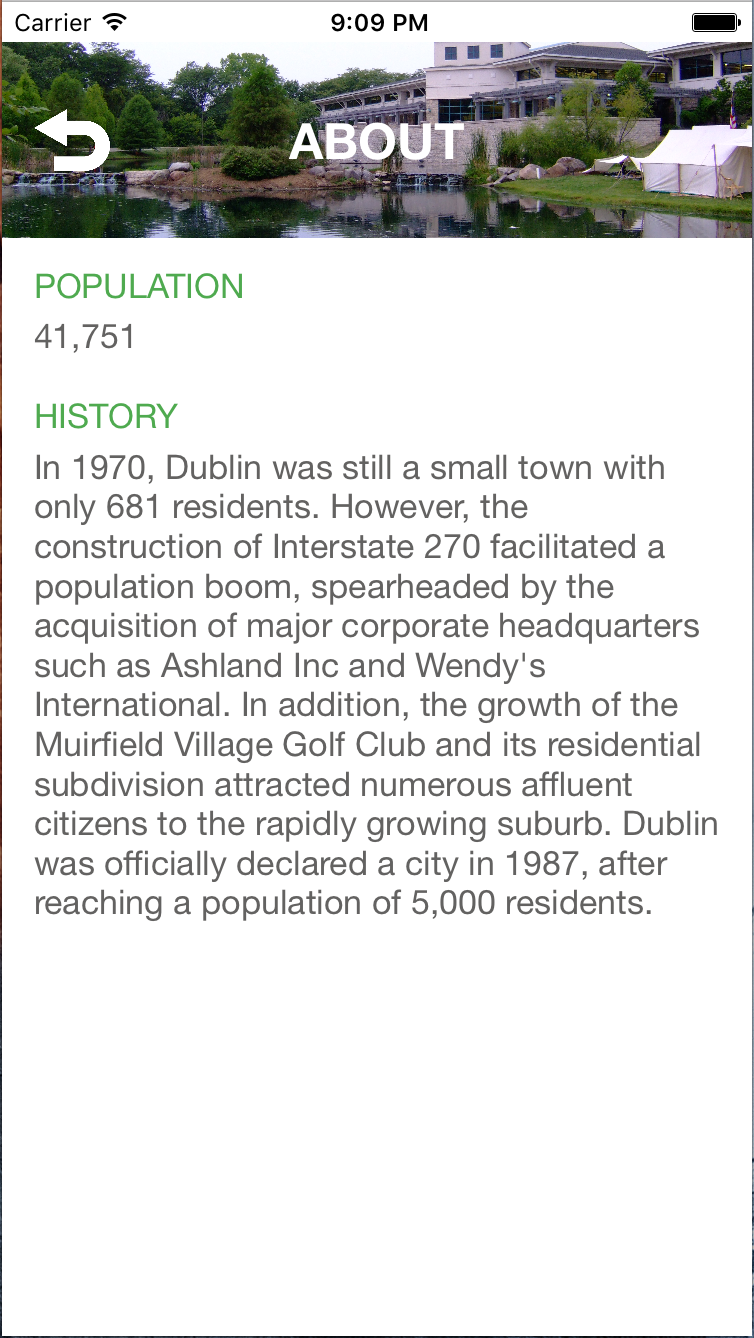 Carrier 9:09 PM
ABOUT
POPULATION
41,751
HISTORY
In 1970, Dublin was still a small town with
only 681 residents. However, the
construction of Interstate 270 facilitated a
population boom, spearheaded by the
acquisition of major corporate headquarters
such as Ashland Inc and Wendy's
International. In addition, the growth of the
Muirfield Village Golf Club and its residential
subdivision attracted numerous affluent
citizens to the rapidly growing suburb. Dublin
was officially declared a city in 1987, after
reaching a population of 5,000 residents.